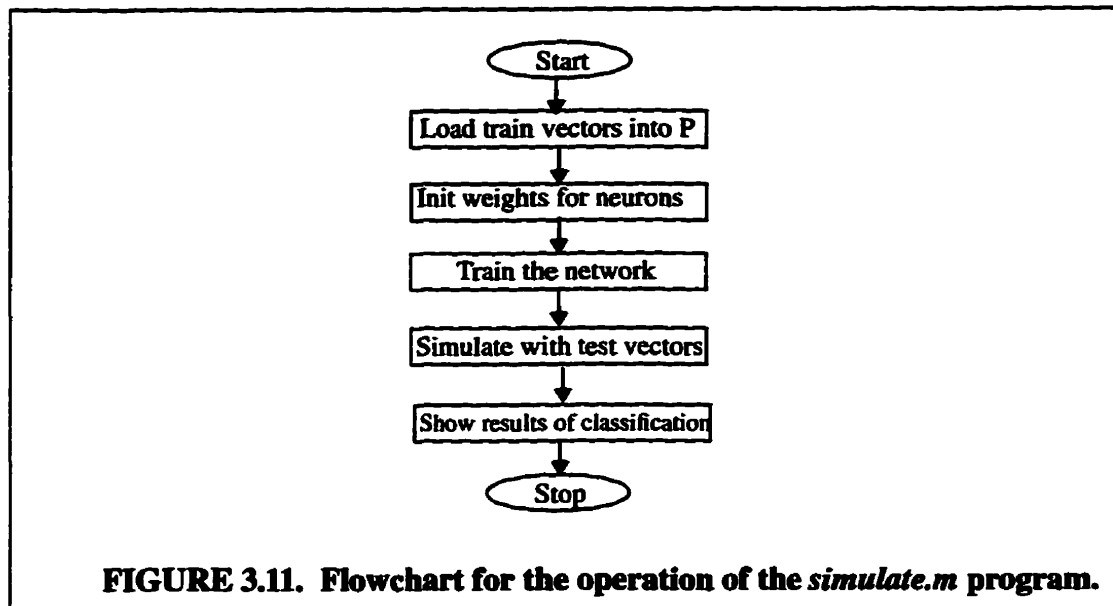 Start
Load train vectors into P
Init weights for neurons
Train the network
Simulate with test vectors
Show results of classification
Stop
FIGURE 3.11. Flowchart for the operation of the simulate.m program.